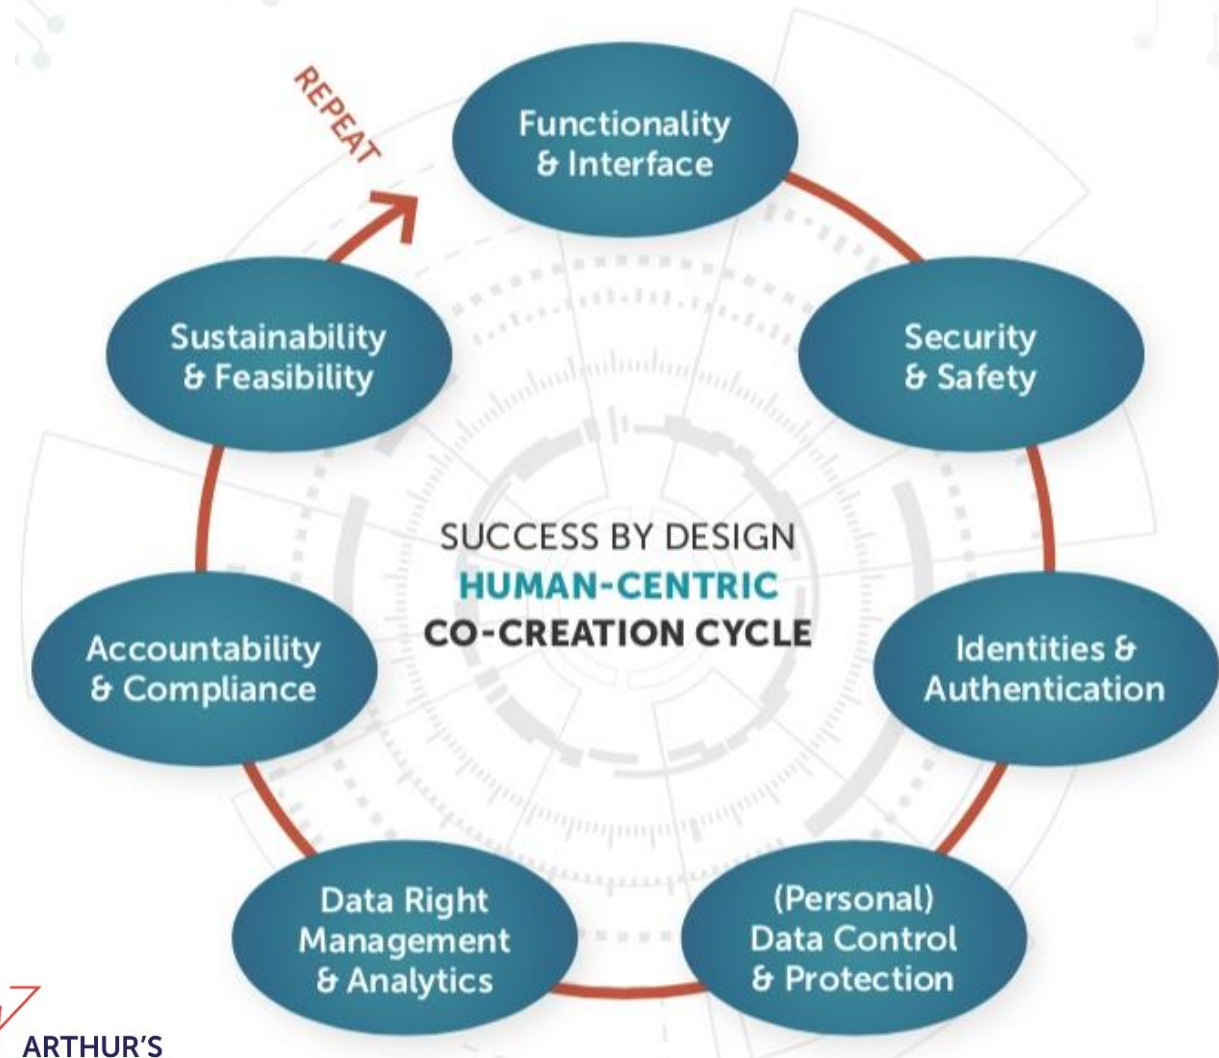 REPEAT
Functionality
& Interface
Security
& Safety
Identities &
Authentication
(Personal)
Data Control
& Protection
Data Right
Management
& Analytics
Accountability
& Compliance
Sustainability
& Feasibility
SUCCESS BY DESIGN
HUMAN-CENTRIC
CO-CREATION CYCLE
ARTHUR'S